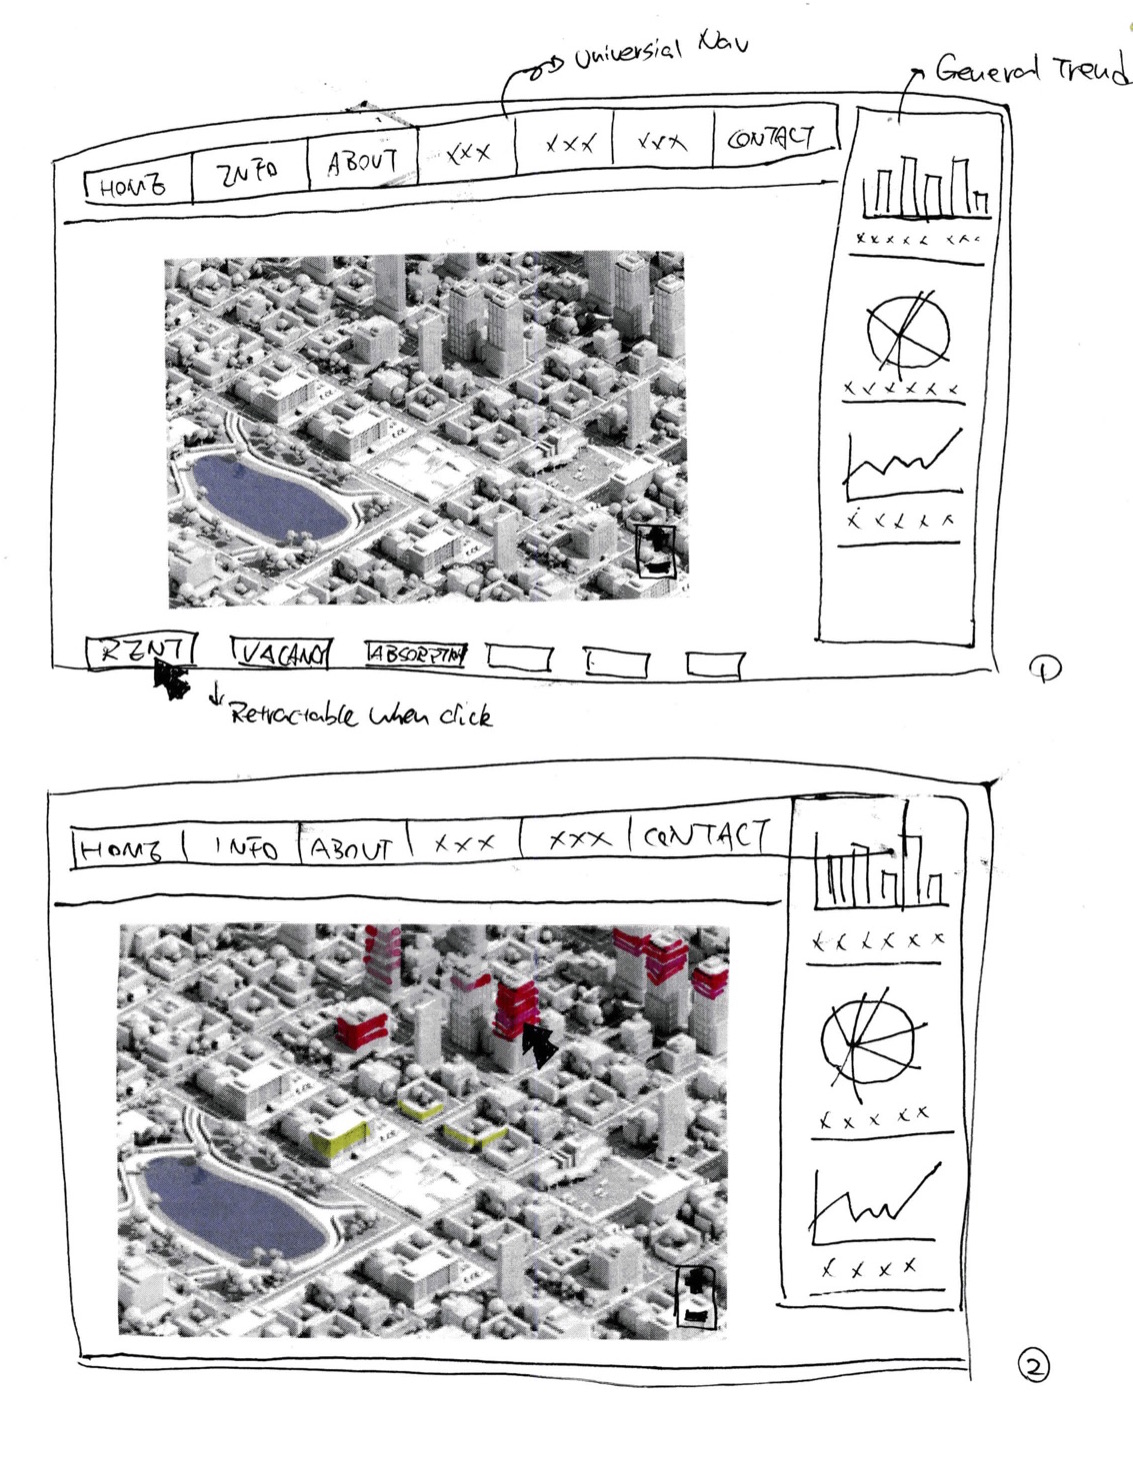 Universial Nav
General Trend
HOME INFO ABOUT xxx xxx xxx CONTACT
xxxxx xxx
xxxxxx
xxxxx
RENT VACANCY ABSORPTION
Retractable when click
1
HOME INFO ABOUT xxx xxx CONTACT
xxxxxx
xxxxx
xxxx
2